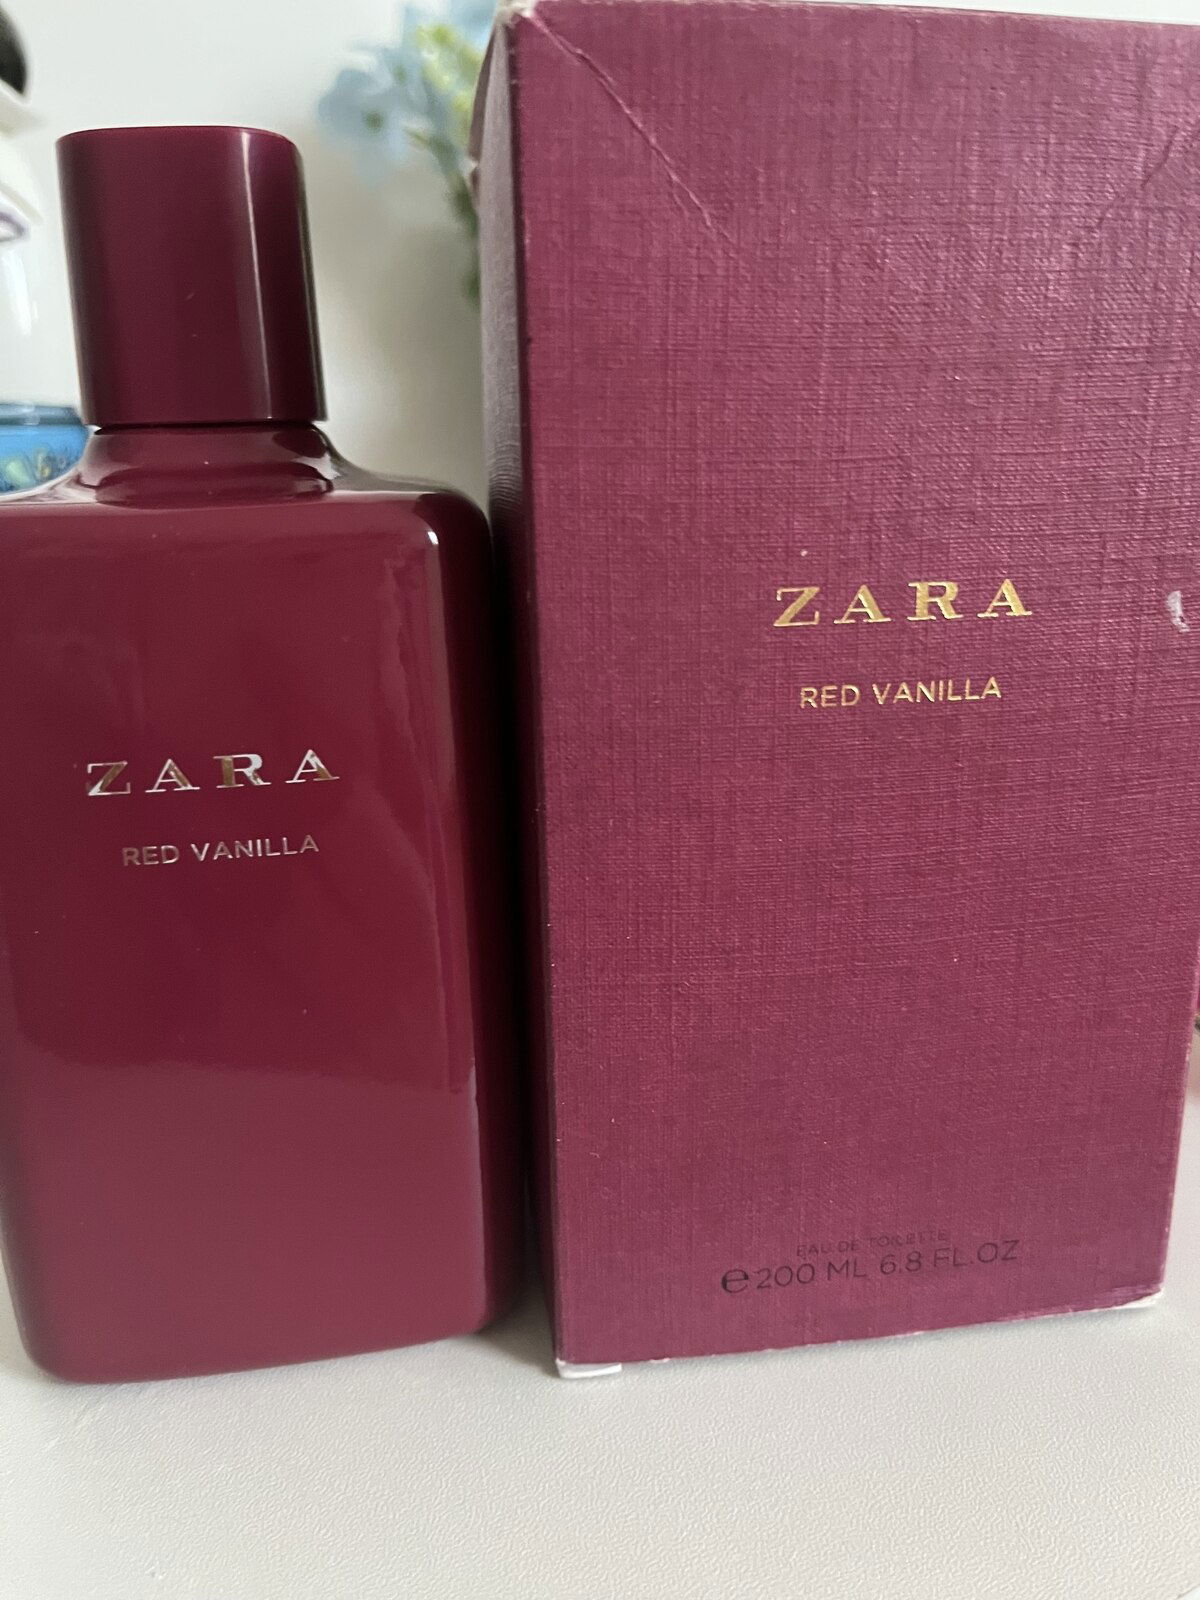 ZARA
RED VANILLA
ZARA
RED VANILLA
EAU DE TOILETTE
℮200 ML 6.8 FL.OZ